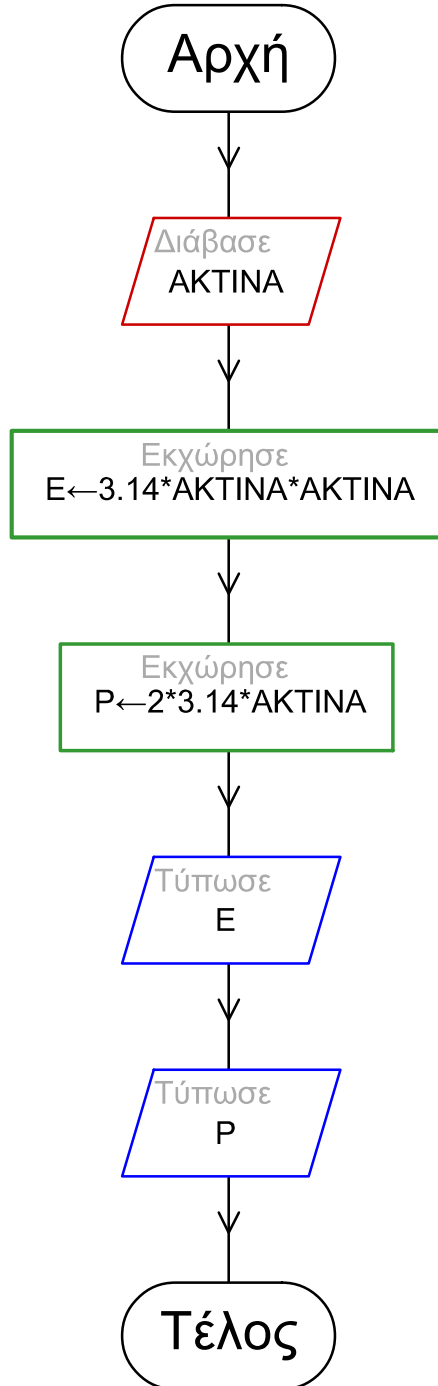 Αρχή
Διάβασε
ΑΚΤΙΝΑ
Εκχώρησε
E←3.14*ΑΚΤΙΝΑ*ΑΚΤΙΝΑ
Εκχώρησε
P←2*3.14*ΑΚΤΙΝΑ
Τύπωσε
E
Τύπωσε
P
Τέλος